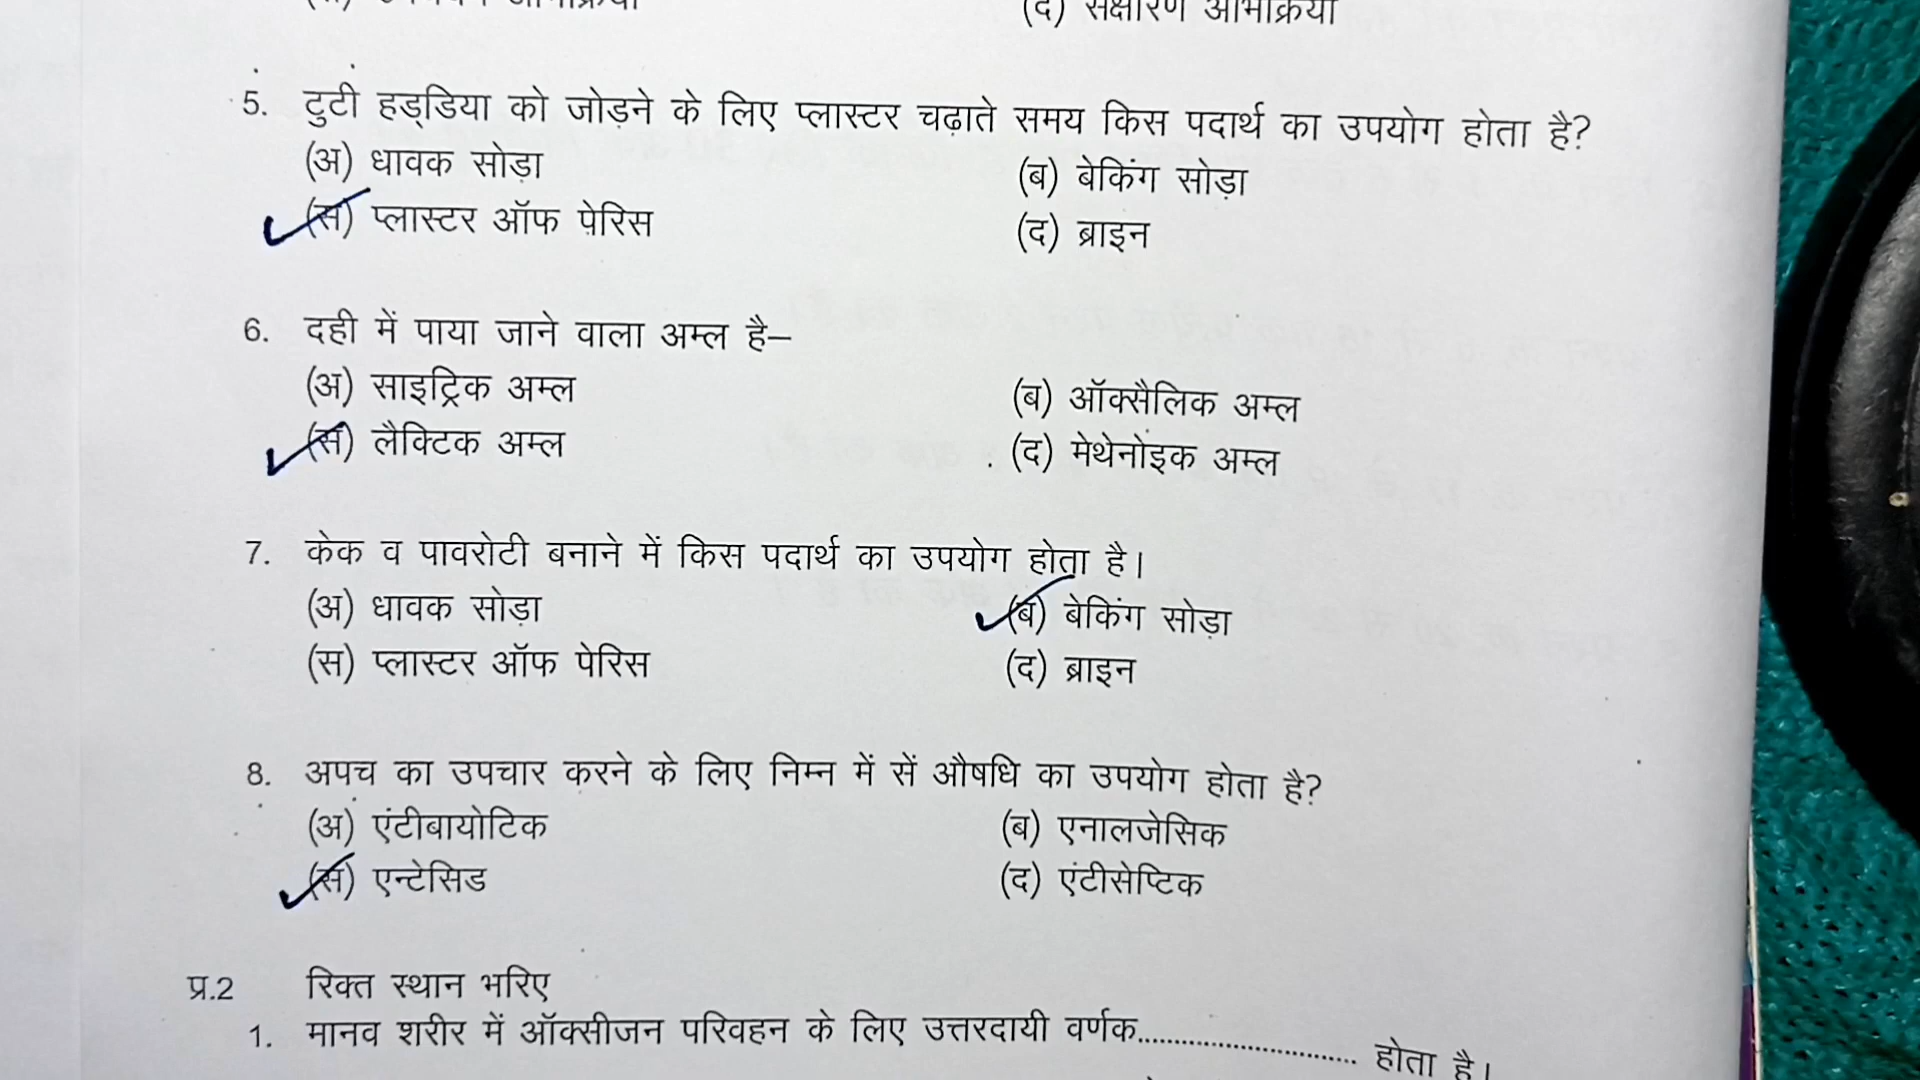 (द) संक्षारण अभिक्रिया
5. टुटी हड्डिया को जोड़ने के लिए प्लास्टर चढ़ाते समय किस पदार्थ का उपयोग होता है?
(अ) धावक सोड़ा (ब) बेकिंग सोड़ा
(स) प्लास्टर ऑफ पेरिस (द) ब्राइन
6. दही में पाया जाने वाला अम्ल है–
(अ) साइट्रिक अम्ल (ब) ऑक्सैलिक अम्ल
(स) लैक्टिक अम्ल (द) मेथेनोइक अम्ल
7. केक व पावरोटी बनाने में किस पदार्थ का उपयोग होता है।
(अ) धावक सोड़ा (ब) बेकिंग सोड़ा
(स) प्लास्टर ऑफ पेरिस (द) ब्राइन
8. अपच का उपचार करने के लिए निम्न में सें औषधि का उपयोग होता है?
(अ) एंटीबायोटिक (ब) एनालजेसिक
(स) एन्टेसिड (द) एंटीसेप्टिक
प्र.2 रिक्त स्थान भरिए
1. मानव शरीर में ऑक्सीजन परिवहन के लिए उत्तरदायी वर्णक.............................. होता है।